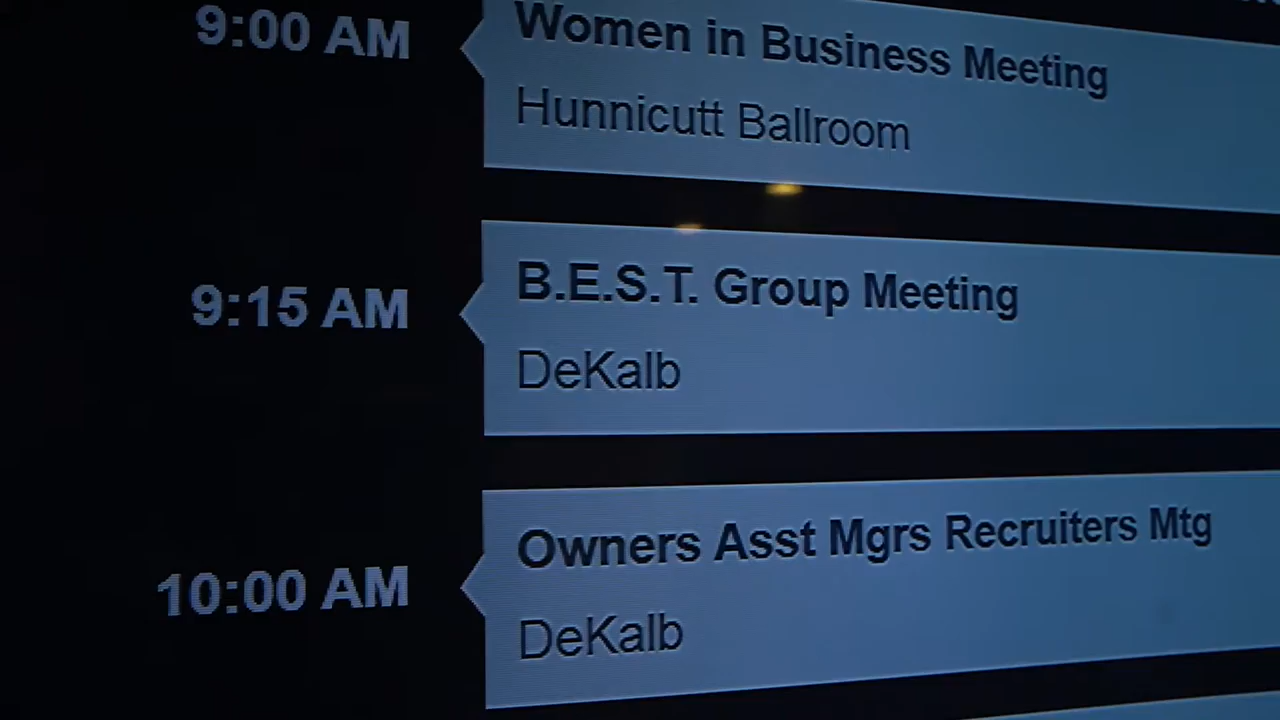 9:00 AM
Women in Business Meeting
Hunnicutt Ballroom
9:15 AM
B.E.S.T. Group Meeting
DeKalb
10:00 AM
Owners Asst Mgrs Recruiters Mtg
DeKalb